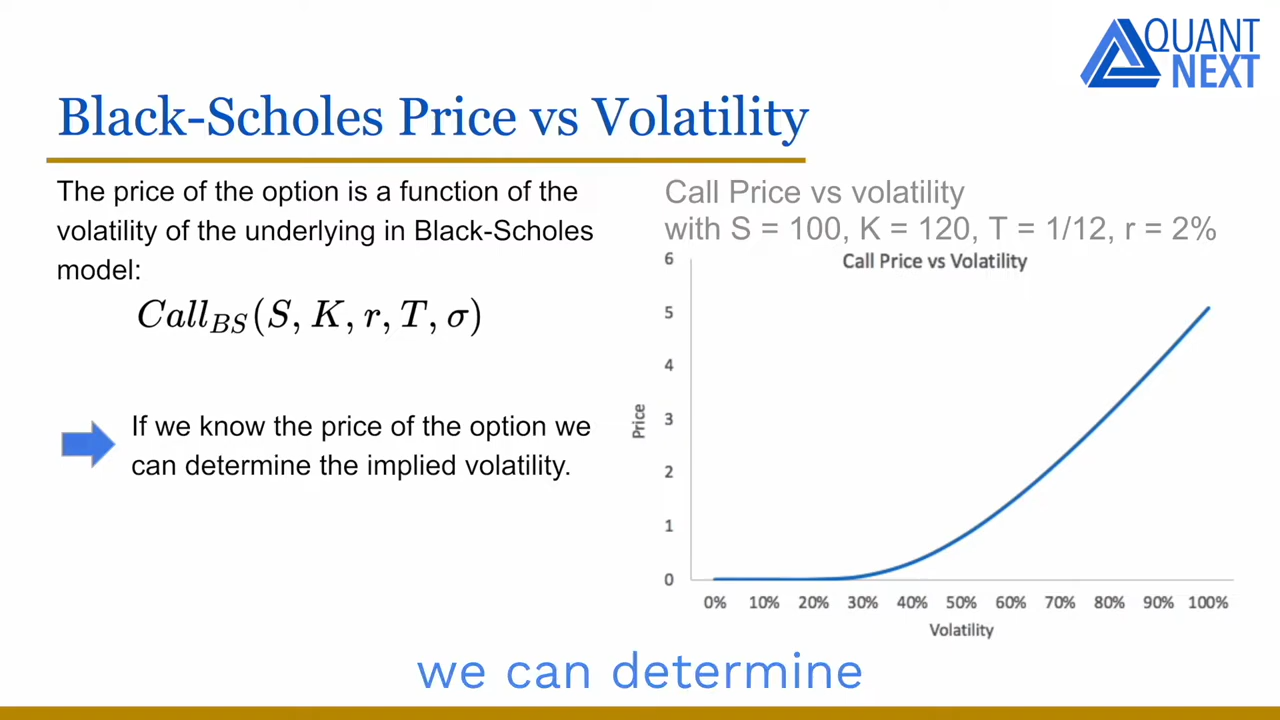 QUANT
NEXT
Black-Scholes Price vs Volatility
The price of the option is a function of the
volatility of the underlying in Black-Scholes
model:
Call_{BS}(S, K, r, T, σ)
If we know the price of the option we
can determine the implied volatility.
Call Price vs volatility
with S = 100, K = 120, T = 1/12, r = 2%
Call Price vs Volatility
6
5
4
3
2
1
0
Price
0% 10% 20% 30% 40% 50% 60% 70% 80% 90% 100%
Volatility
we can determine